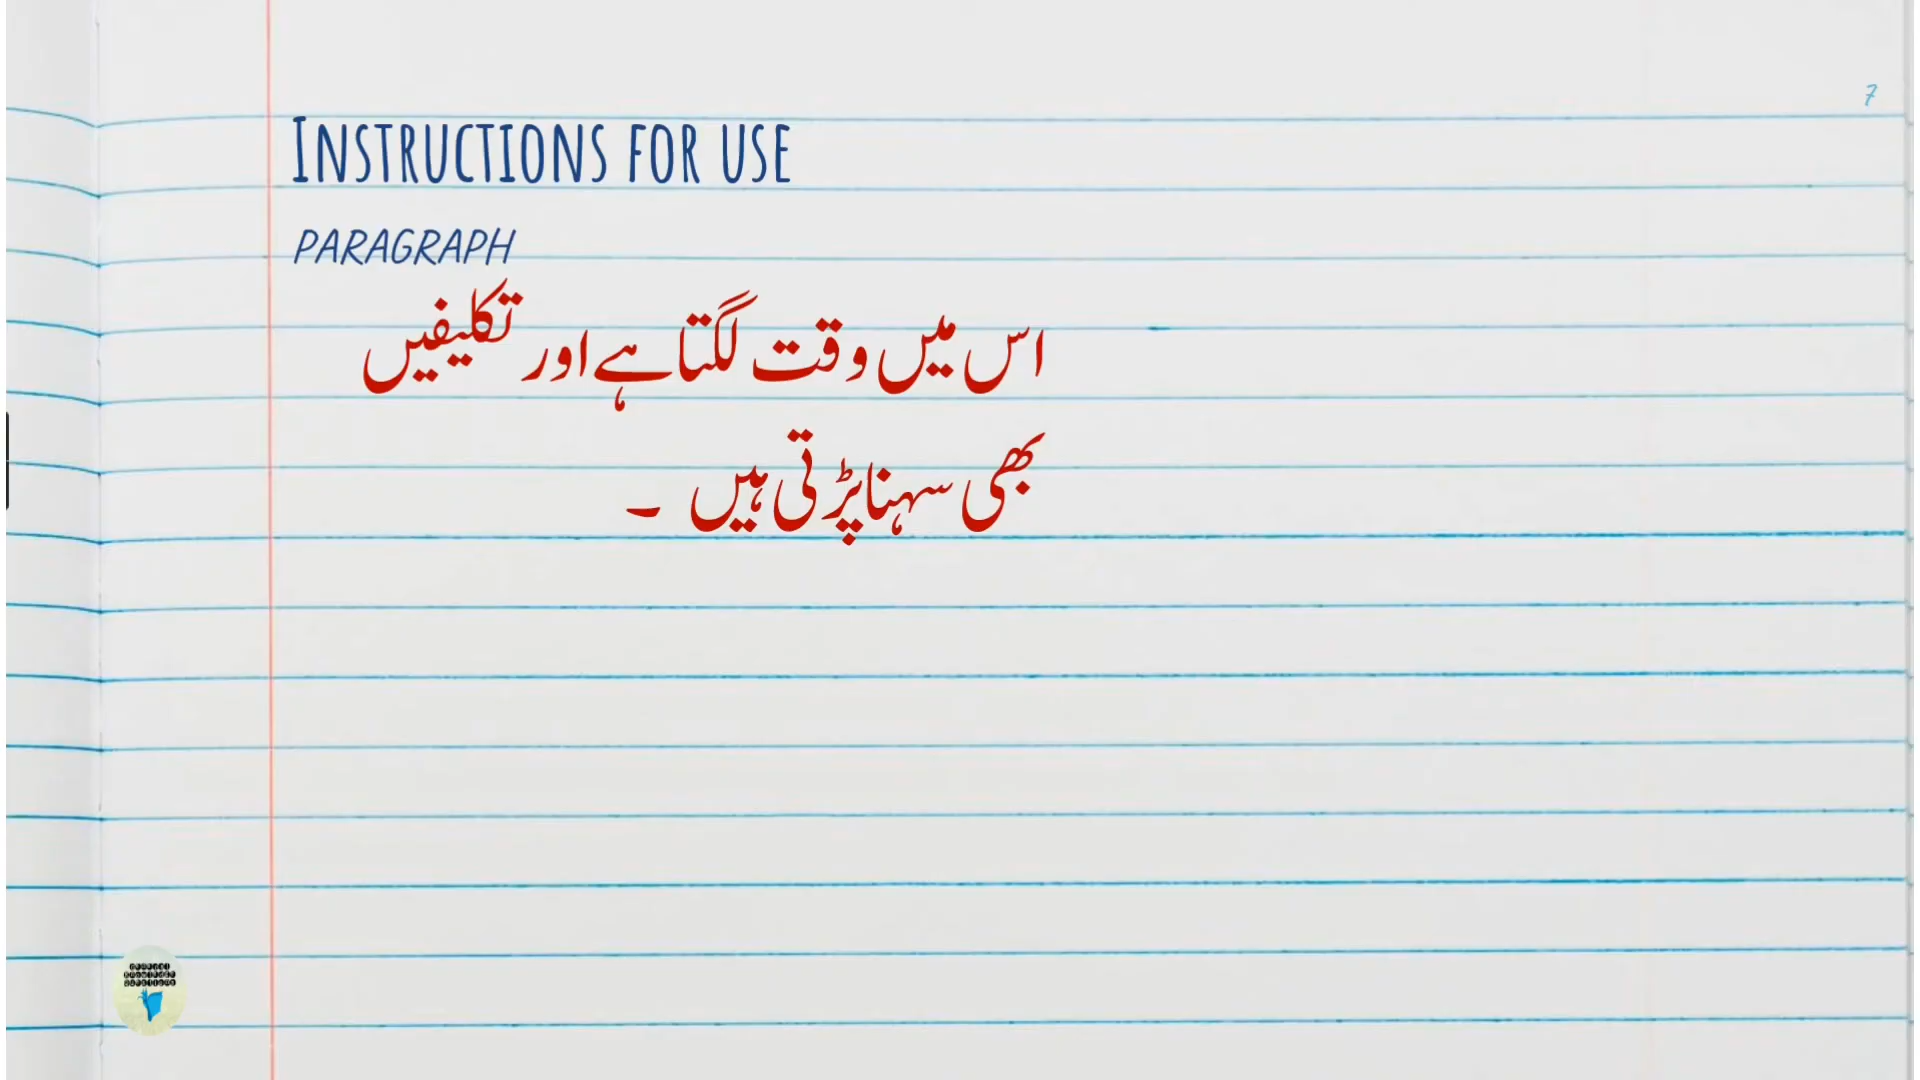 7
INSTRUCTIONS FOR USE
PARAGRAPH
اس میں وقت لگتا ہے اور تکلیفیں
بھی سہنا پڑتی ہیں ۔